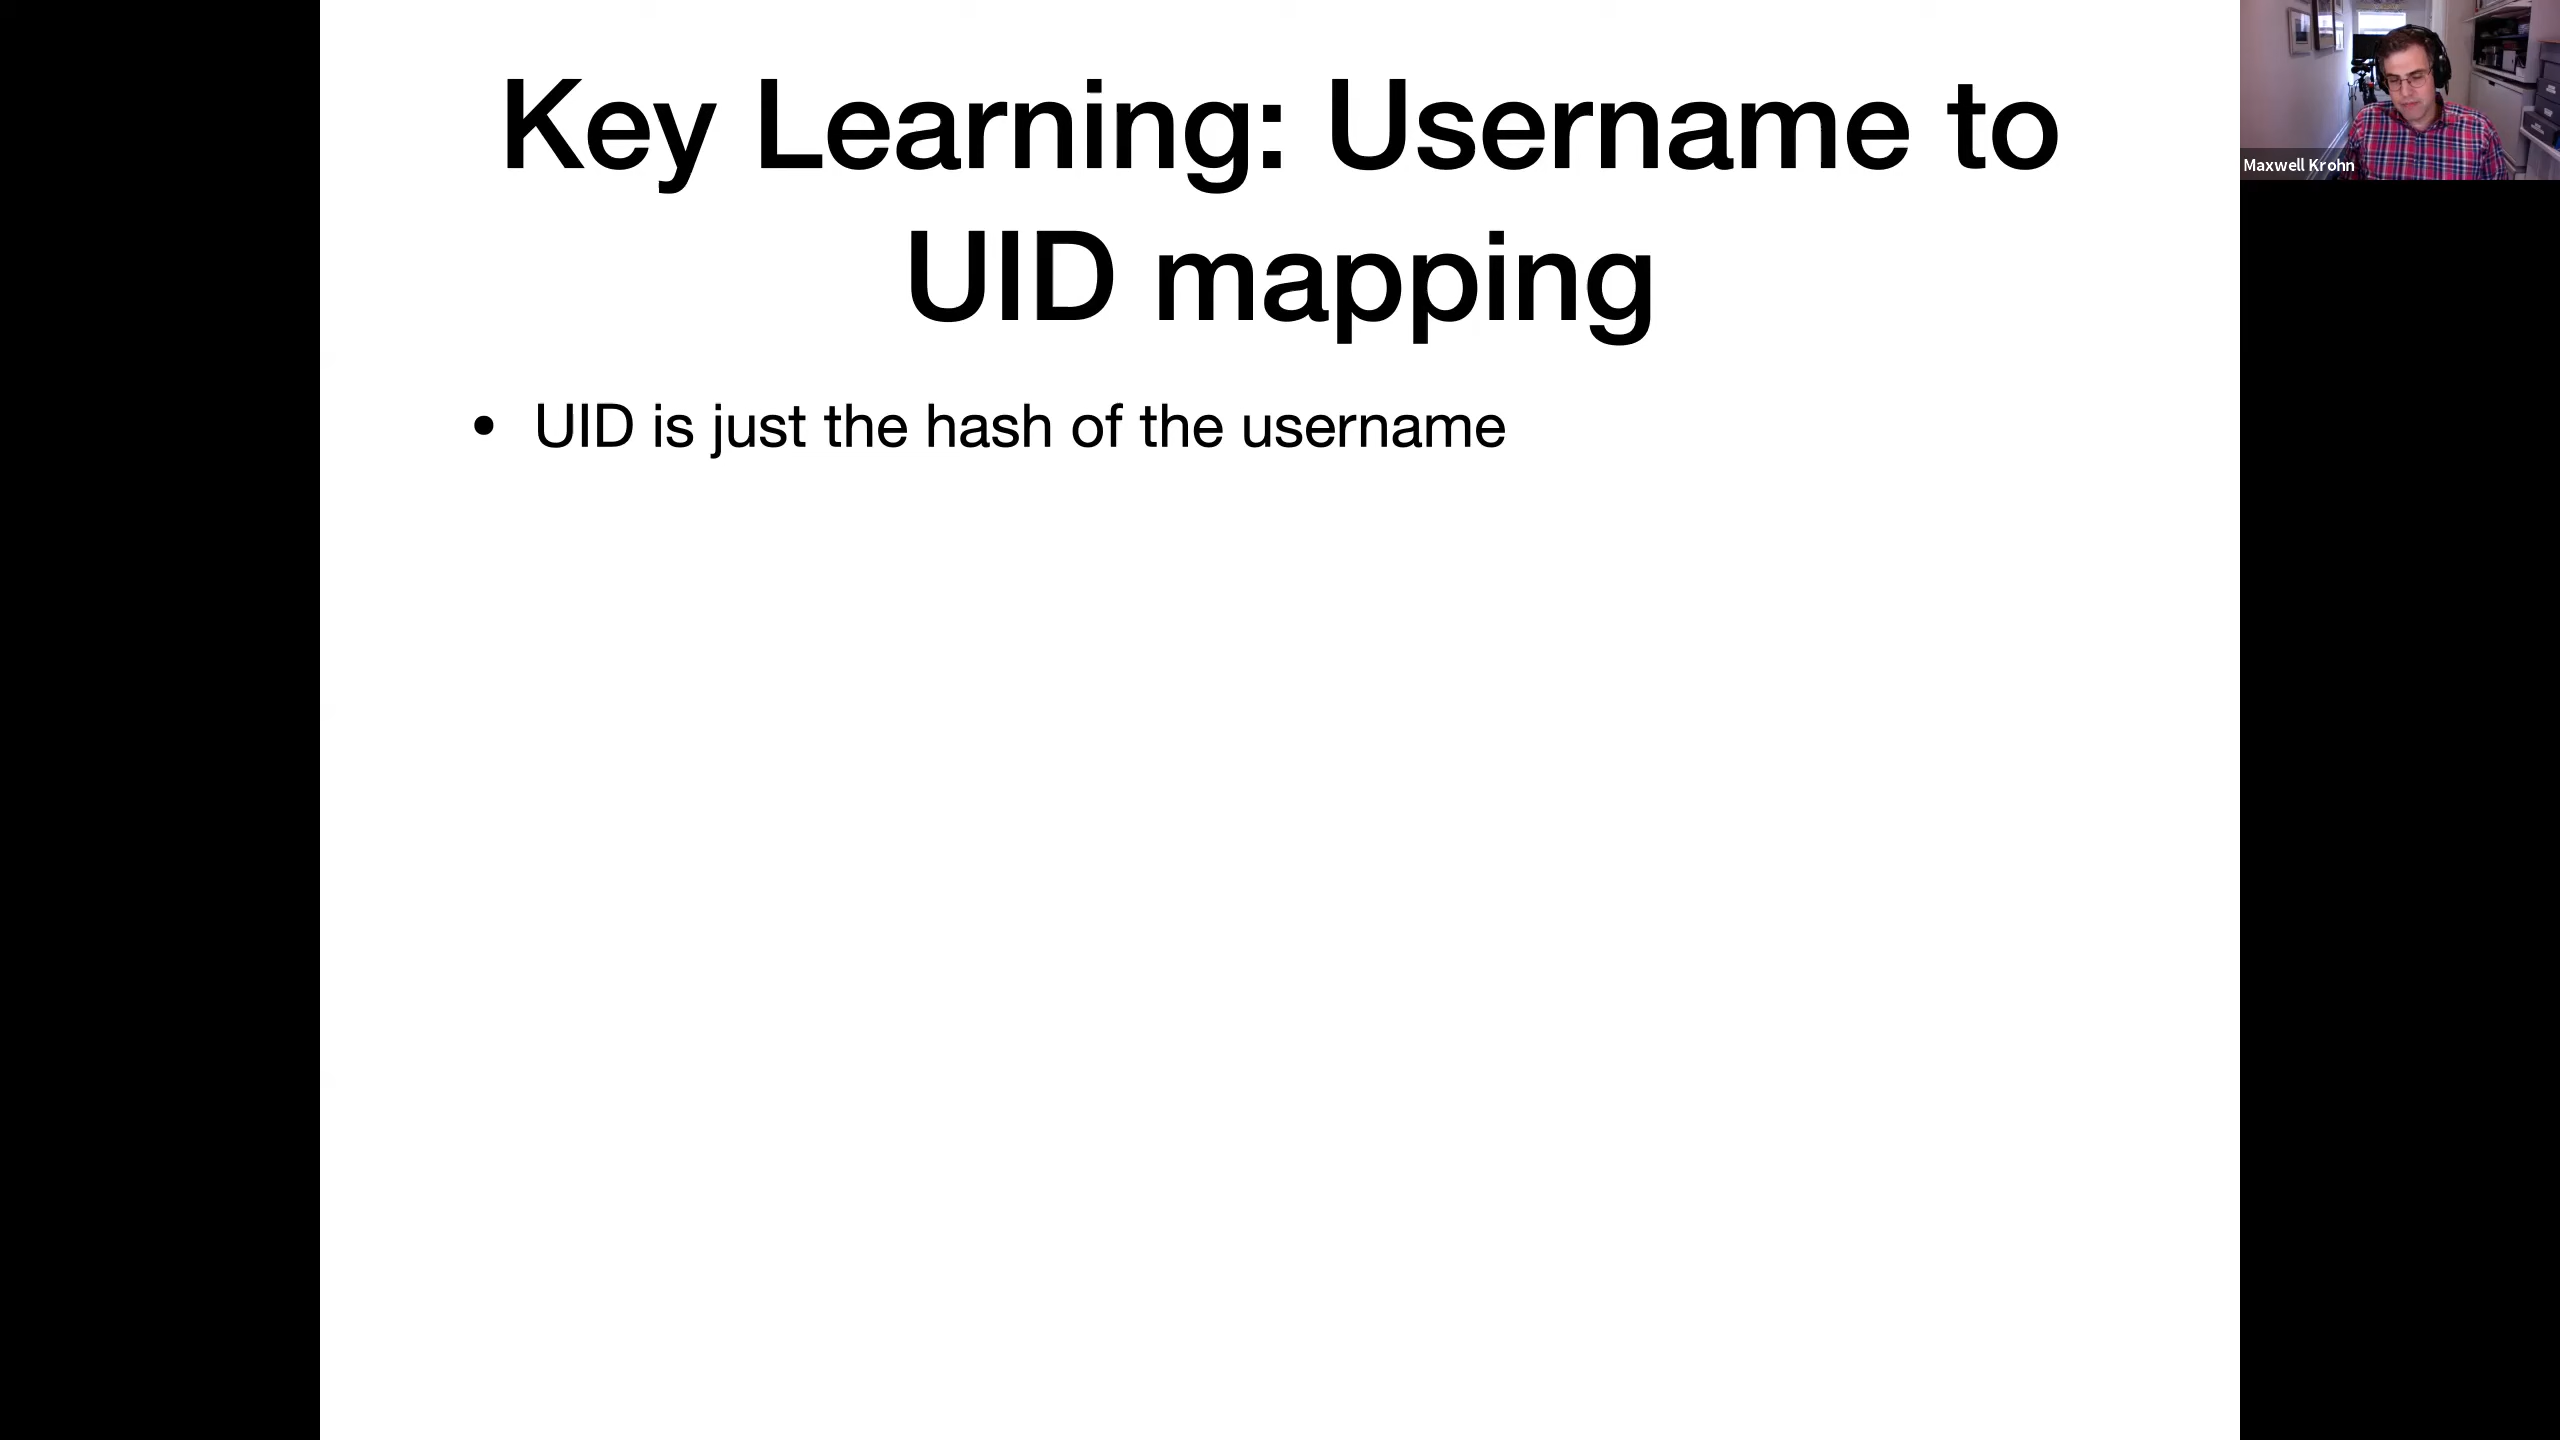 Key Learning: Username to
UID mapping
• UID is just the hash of the username
Maxwell Krohn